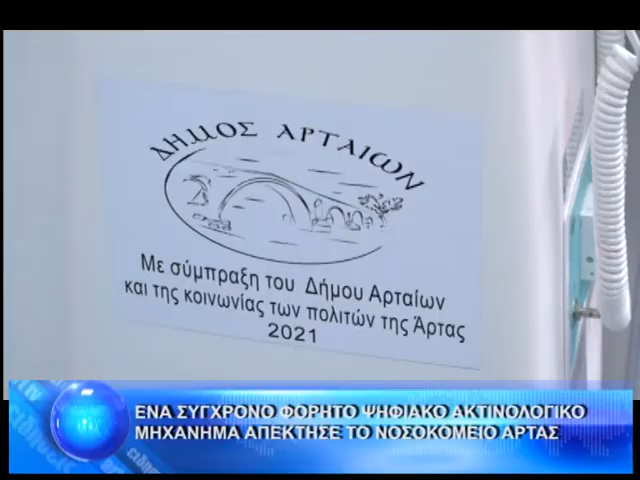 ΔΗΜΟΣ ΑΡΤΑΙΩΝ
Με σύμπραξη του Δήμου Αρταίων
και της κοινωνίας των πολιτών της Άρτας
2021
ΕΝΑ ΣΥΓΧΡΟΝΟ ΦΟΡΗΤΟ ΨΗΦΙΑΚΟ ΑΚΤΙΝΟΛΟΓΙΚΟ
ΜΗΧΑΝΗΜΑ ΑΠΕΚΤΗΣΕ ΤΟ ΝΟΣΟΚΟΜΕΙΟ ΑΡΤΑΣ